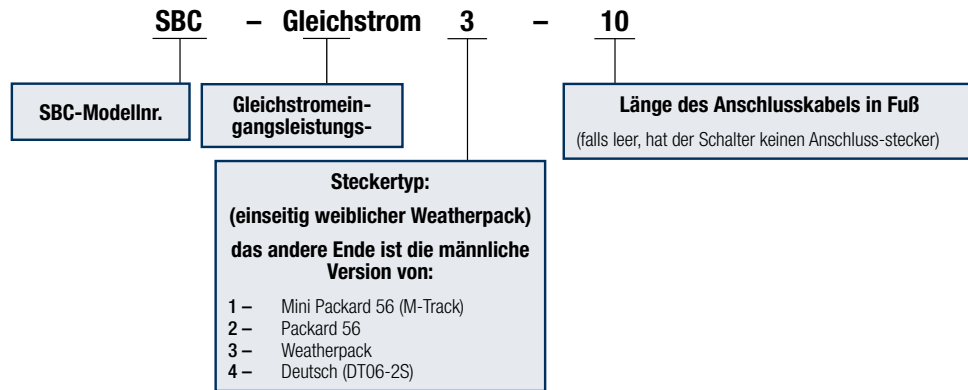 SBC – Gleichstrom 3 - 10
SBC-Modellnr.
Gleichstromein-
gangsleistungs-
Länge des Anschlusskabels in Fuß
(falls leer, hat der Schalter keinen Anschluss-stecker)
Steckertyp:
(einseitig weiblicher Weatherpack)
das andere Ende ist die männliche
Version von:
1 – Mini Packard 56 (M-Track)
2 – Packard 56
3 – Weatherpack
4 – Deutsch (DT06-2S)